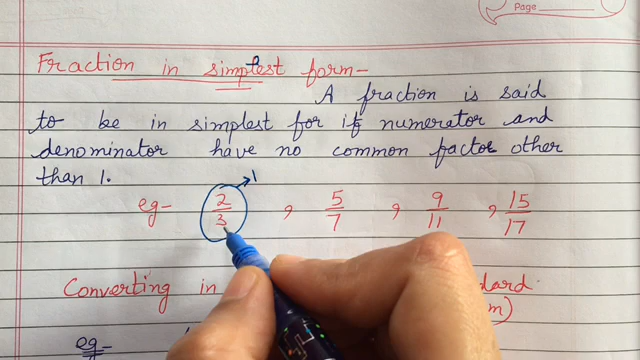 Page
Fraction in simplest form-
A fraction is said
to be in simplest for if numerator and
denominator have no common factor other
than 1.
eg- 2/3 → 1, 5/7, 9/11, 15/17
Converting in dard
m)
eg-